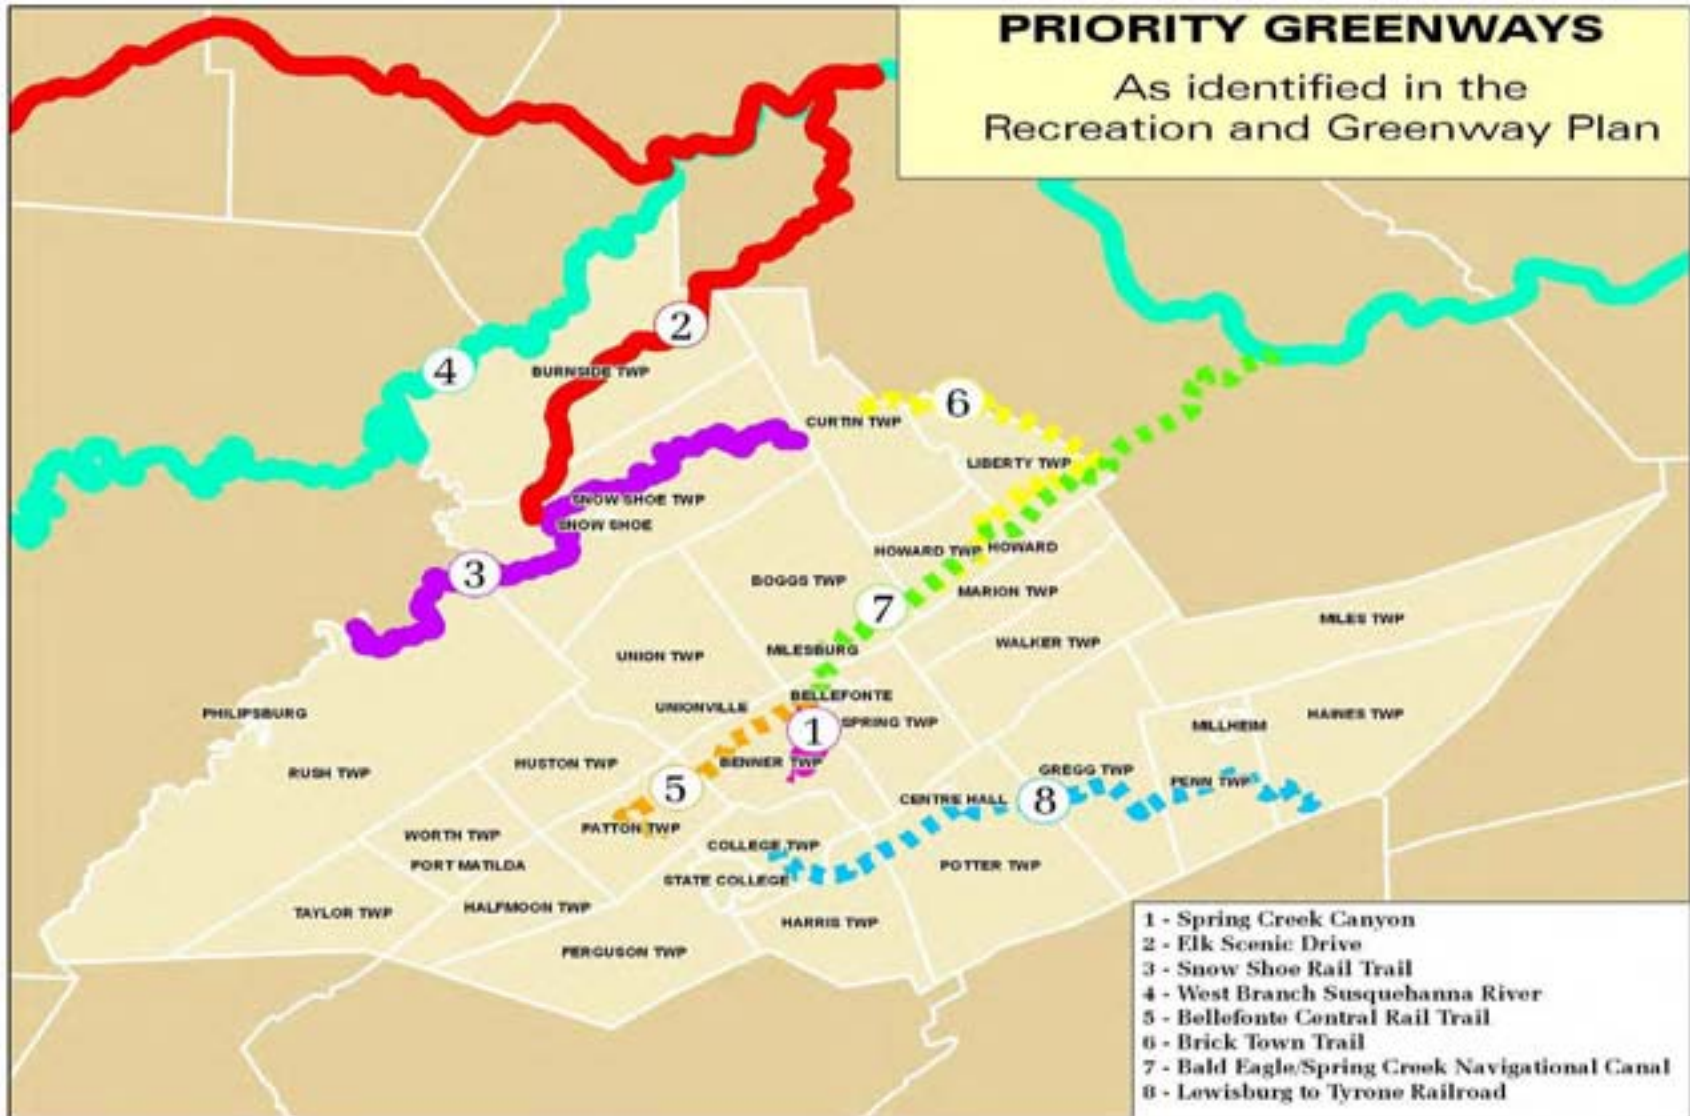 PRIORITY GREENWAYS
As identified in the
Recreation and Greenway Plan
2
4
BURNSIDE TWP
6
CURTIN TWP
LIBERTY TWP
SNOW SHOE TWP
SNOW SHOE
HOWARD TWP
HOWARD
3
BOGGS TWP
MARION TWP
7
MILES TWP
WALKER TWP
MILESBURG
UNION TWP
BELLEFONTE
UNIONVILLE
PHILIPSBURG
HAINES TWP
1
SPRING TWP
MILLHEIM
HUSTON TWP
BENNER TWP
RUSH TWP
GREGG TWP
PENN TWP
5
CENTRE HALL
8
PATTON TWP
WORTH TWP
COLLEGE TWP
PORT MATILDA
POTTER TWP
STATE COLLEGE
HALFMOON TWP
TAYLOR TWP
HARRIS TWP
FERGUSON TWP
1 - Spring Creek Canyon
2 - Elk Scenic Drive
3 - Snow Shoe Rail Trail
4 - West Branch Susquehanna River
5 - Bellefonte Central Rail Trail
6 - Brick Town Trail
7 - Bald Eagle/Spring Creek Navigational Canal
8 - Lewisburg to Tyrone Railroad